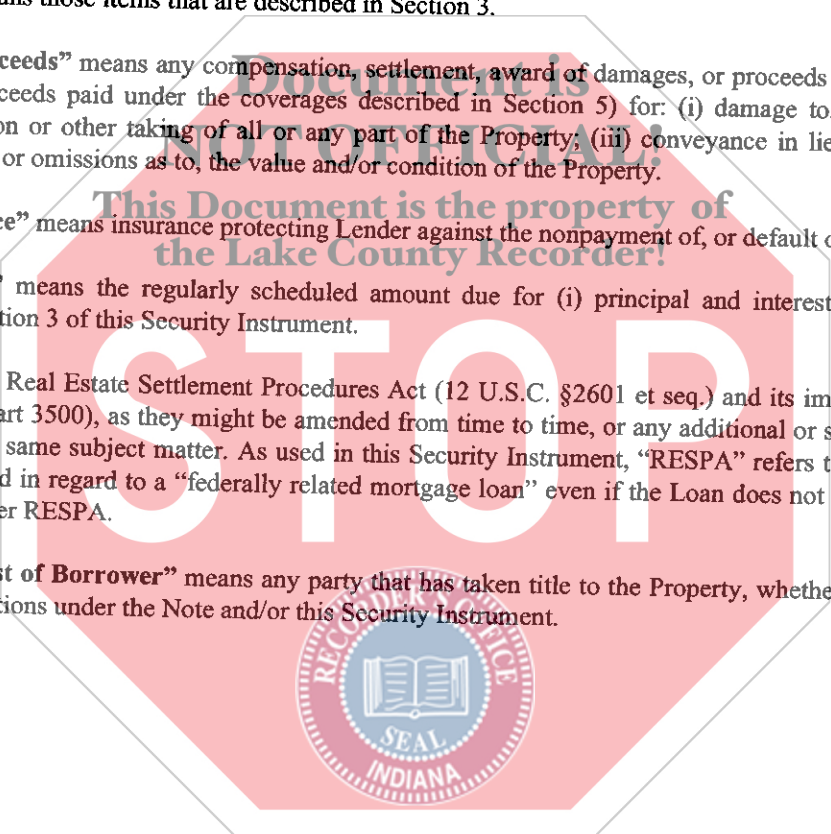 those items that are described in Section 3.
ceeds” means any compensation, settlement, award of damages, or proceeds
ceeds paid under the coverages described in Section 5) for: (i) damage to
on or other taking of all or any part of the Property; (iii) conveyance in lie
or omissions as to, the value and/or condition of the Property.
ce” means insurance protecting Lender against the nonpayment of, or default
” means the regularly scheduled amount due for (i) principal and interest
tion 3 of this Security Instrument.
Real Estate Settlement Procedures Act (12 U.S.C. §2601 et seq.) and its im
art 3500), as they might be amended from time to time, or any additional or s
same subject matter. As used in this Security Instrument, “RESPA” refers t
d in regard to a “federally related mortgage loan” even if the Loan does not
er RESPA.
st of Borrower” means any party that has taken title to the Property, whethe
tions under the Note and/or this Security Instrument.
Document is
NOT OFFICIAL!
This Document is the property of
the Lake County Recorder!
STOP
RECORDER'S OFFICE
SEAL
INDIANA